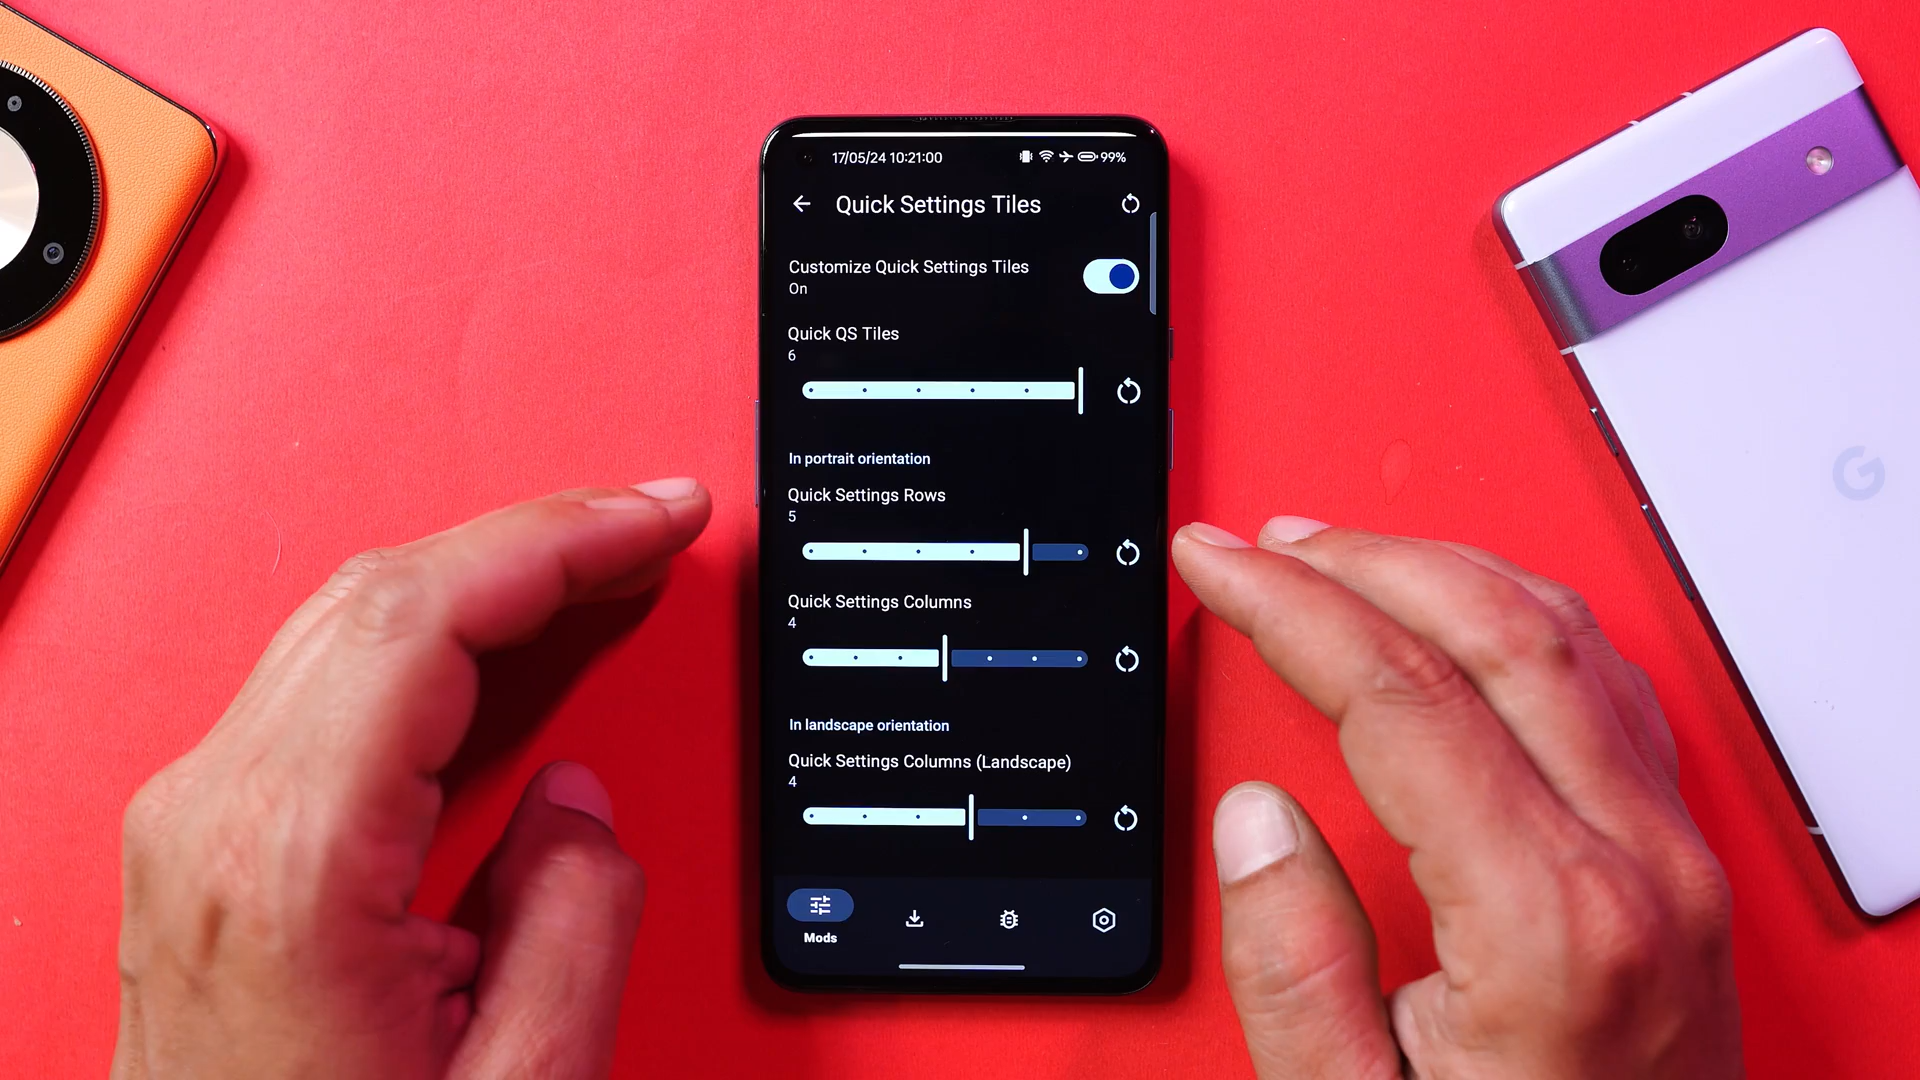 17/05/24 10:21:00 99%
Quick Settings Tiles
Customize Quick Settings Tiles
On
Quick QS Tiles
6
In portrait orientation
Quick Settings Rows
5
Quick Settings Columns
4
In landscape orientation
Quick Settings Columns (Landscape)
4
Mods
G